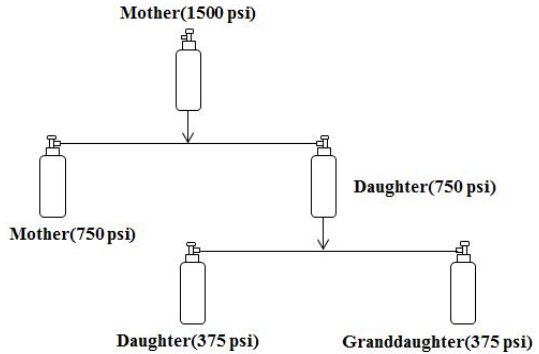 Mother(1500 psi)
Daughter(750 psi)
Mother(750 psi)
Daughter(375 psi)
Granddaughter(375 psi)